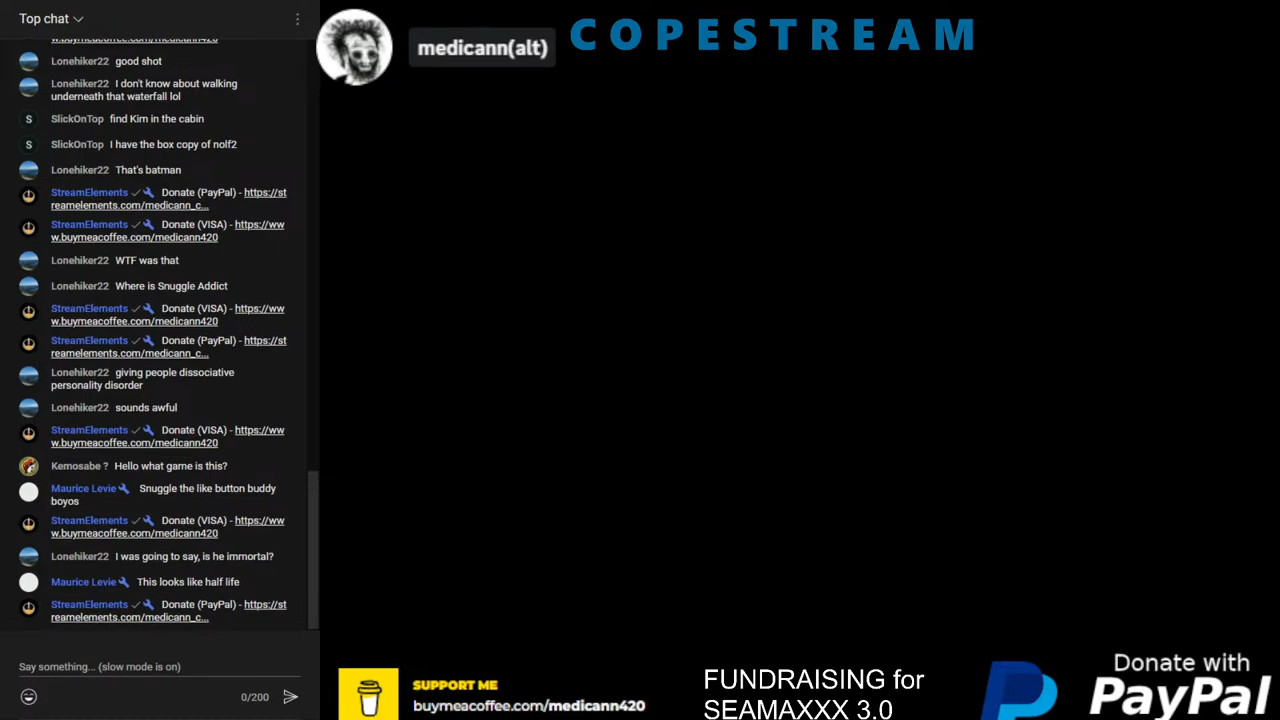 Top chat
w.buymeacoffee.com/medicann420
Lonehiker22 good shot
Lonehiker22 I don't know about walking
underneath that waterfall lol
S SlickOnTop find Kim in the cabin
S SlickOnTop I have the box copy of nolf2
Lonehiker22 That's batman
StreamElements Donate (PayPal) - https://st
reamelements.com/medicann_c...
StreamElements Donate (VISA) - https://ww
w.buymeacoffee.com/medicann420
Lonehiker22 WTF was that
Lonehiker22 Where is Snuggle Addict
StreamElements Donate (VISA) - https://ww
w.buymeacoffee.com/medicann420
StreamElements Donate (PayPal) - https://st
reamelements.com/medicann_c...
Lonehiker22 giving people dissociative
personality disorder
Lonehiker22 sounds awful
StreamElements Donate (VISA) - https://ww
w.buymeacoffee.com/medicann420
Kemosabe ? Hello what game is this?
Maurice Levie Snuggle the like button buddy
boyos
StreamElements Donate (VISA) - https://ww
w.buymeacoffee.com/medicann420
Lonehiker22 I was going to say, is he immortal?
Maurice Levie This looks like half life
StreamElements Donate (PayPal) - https://st
reamelements.com/medicann_c...
Say something... (slow mode is on)
0/200
medicann(alt)
COPESTREAM
SUPPORT ME
buymeacoffee.com/medicann420
FUNDRAISING for
SEAMAXXX 3.0
Donate with
PayPal